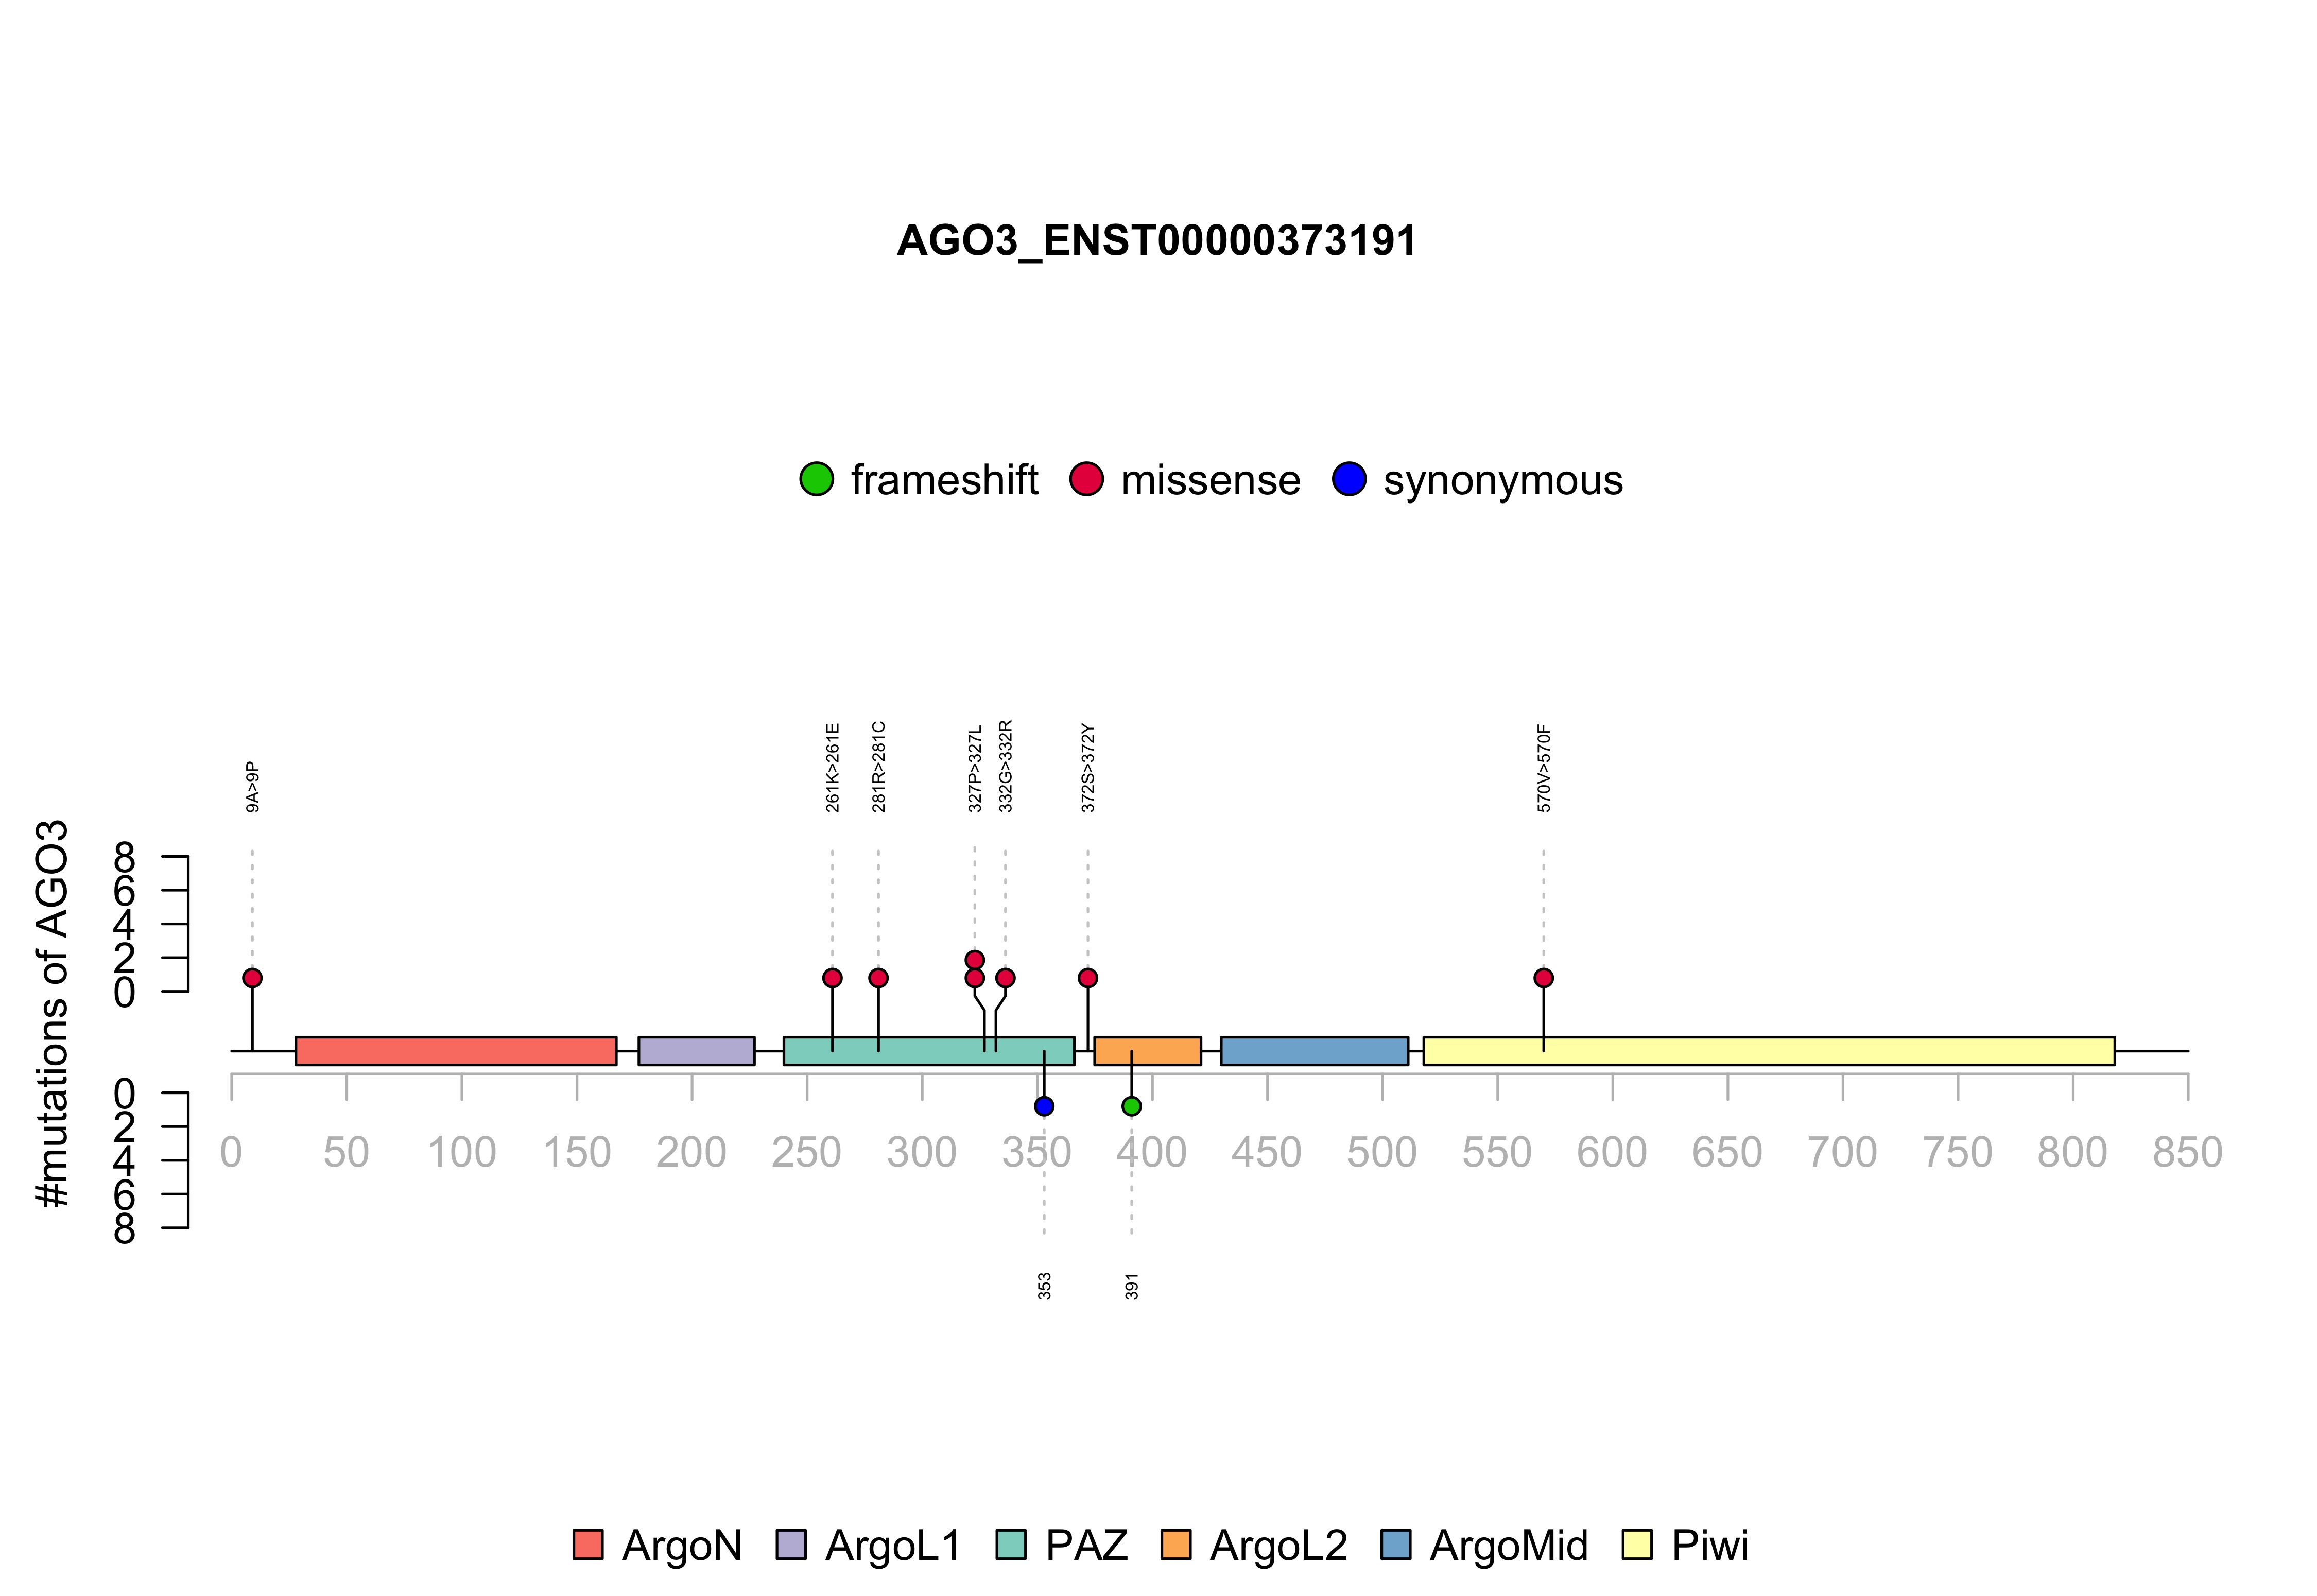 AGO3_ENST00000373191
frameshift missense synonymous
9A>9P 261K>261E 281R>281C 327P>327L 332G>332R 372S>372Y 570V>570F
#mutations of AGO3
8
6
4
2
0
0
2
4
6
8
0 50 100 150 200 250 300 350 400 450 500 550 600 650 700 750 800 850
353 391
ArgoN ArgoL1 PAZ ArgoL2 ArgoMid Piwi